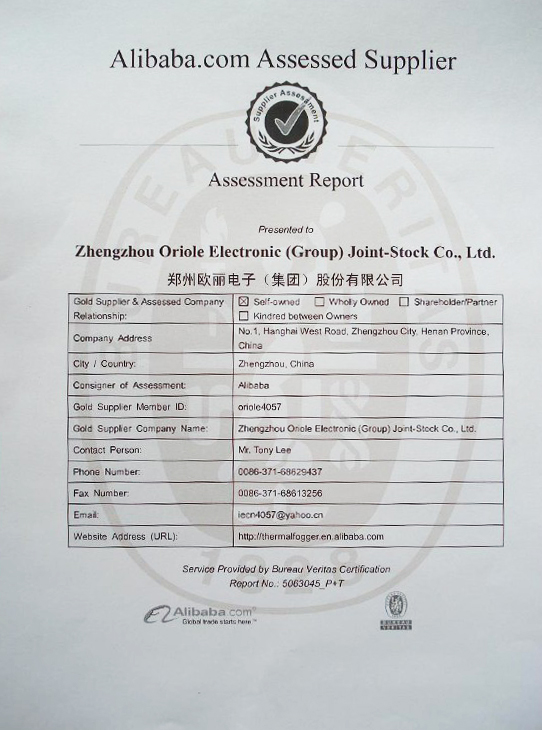 Alibaba.com Assessed Supplier
Supplier Assessment
Assessment Report
Presented to
Zhengzhou Oriole Electronic (Group) Joint-Stock Co., Ltd.
郑州欧丽电子（集团）股份有限公司
Gold Supplier & Assessed Company Relationship: ☒ Self-owned ☐ Wholly Owned ☐ Shareholder/Partner
☐ Kindred between Owners
Company Address No.1, Hanghai West Road, Zhengzhou City, Henan Province,
China
City / Country: Zhengzhou, China
Consigner of Assessment: Alibaba
Gold Supplier Member ID: oriole4057
Gold Supplier Company Name: Zhengzhou Oriole Electronic (Group) Joint-Stock Co., Ltd.
Contact Person: Mr. Tony Lee
Phone Number: 0086-371-68629437
Fax Number: 0086-371-68613256
Email: iecn4057@yahoo.cn
Website Address (URL): http://thermalfogger.en.alibaba.com
Service Provided by Bureau Veritas Certification
Report No.: 5063045_P+T
Alibaba.com®
Global trade starts here.™
BUREAU
VERITAS
BUREAU VERITAS
1828